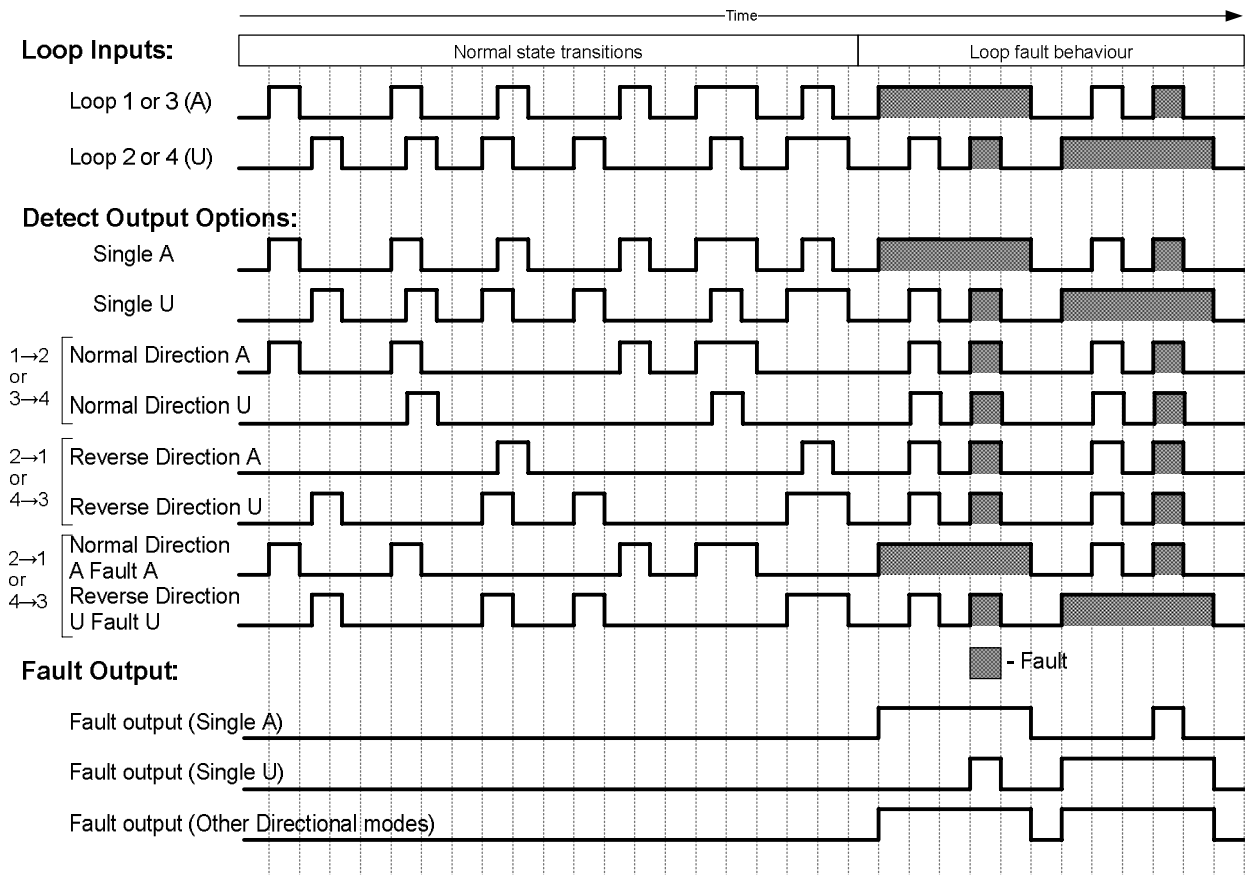 Time
Loop Inputs:
Normal state transitions
Loop fault behaviour
Loop 1 or 3 (A)
Loop 2 or 4 (U)
Detect Output Options:
Single A
Single U
1→2
or
3→4
Normal Direction A
Normal Direction U
2→1
or
4→3
Reverse Direction A
Reverse Direction U
2→1
or
4→3
Normal Direction
A Fault A
Reverse Direction
U Fault U
- Fault
Fault Output:
Fault output (Single A)
Fault output (Single U)
Fault output (Other Directional modes)